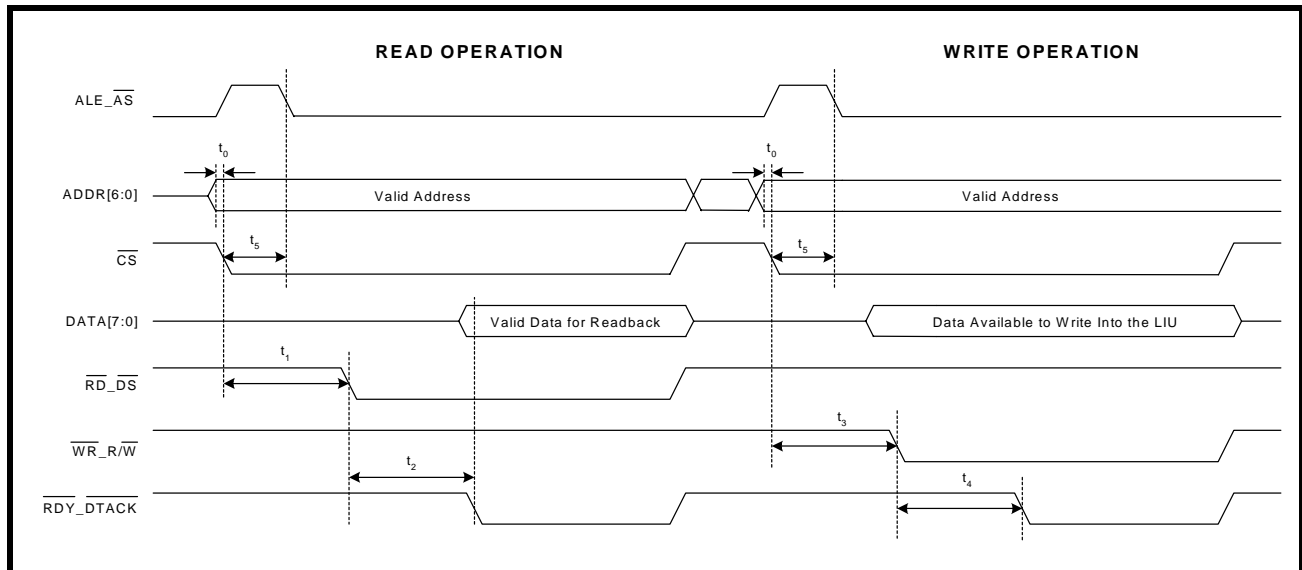 READ OPERATION WRITE OPERATION
ALE_AS
t0 t0
ADDR[6:0] Valid Address Valid Address
t5 t5
CS
DATA[7:0] Valid Data for Readback Data Available to Write Into the LIU
t1
RD_DS
t3
WR_R/W
t2 t4
RDY_DTACK